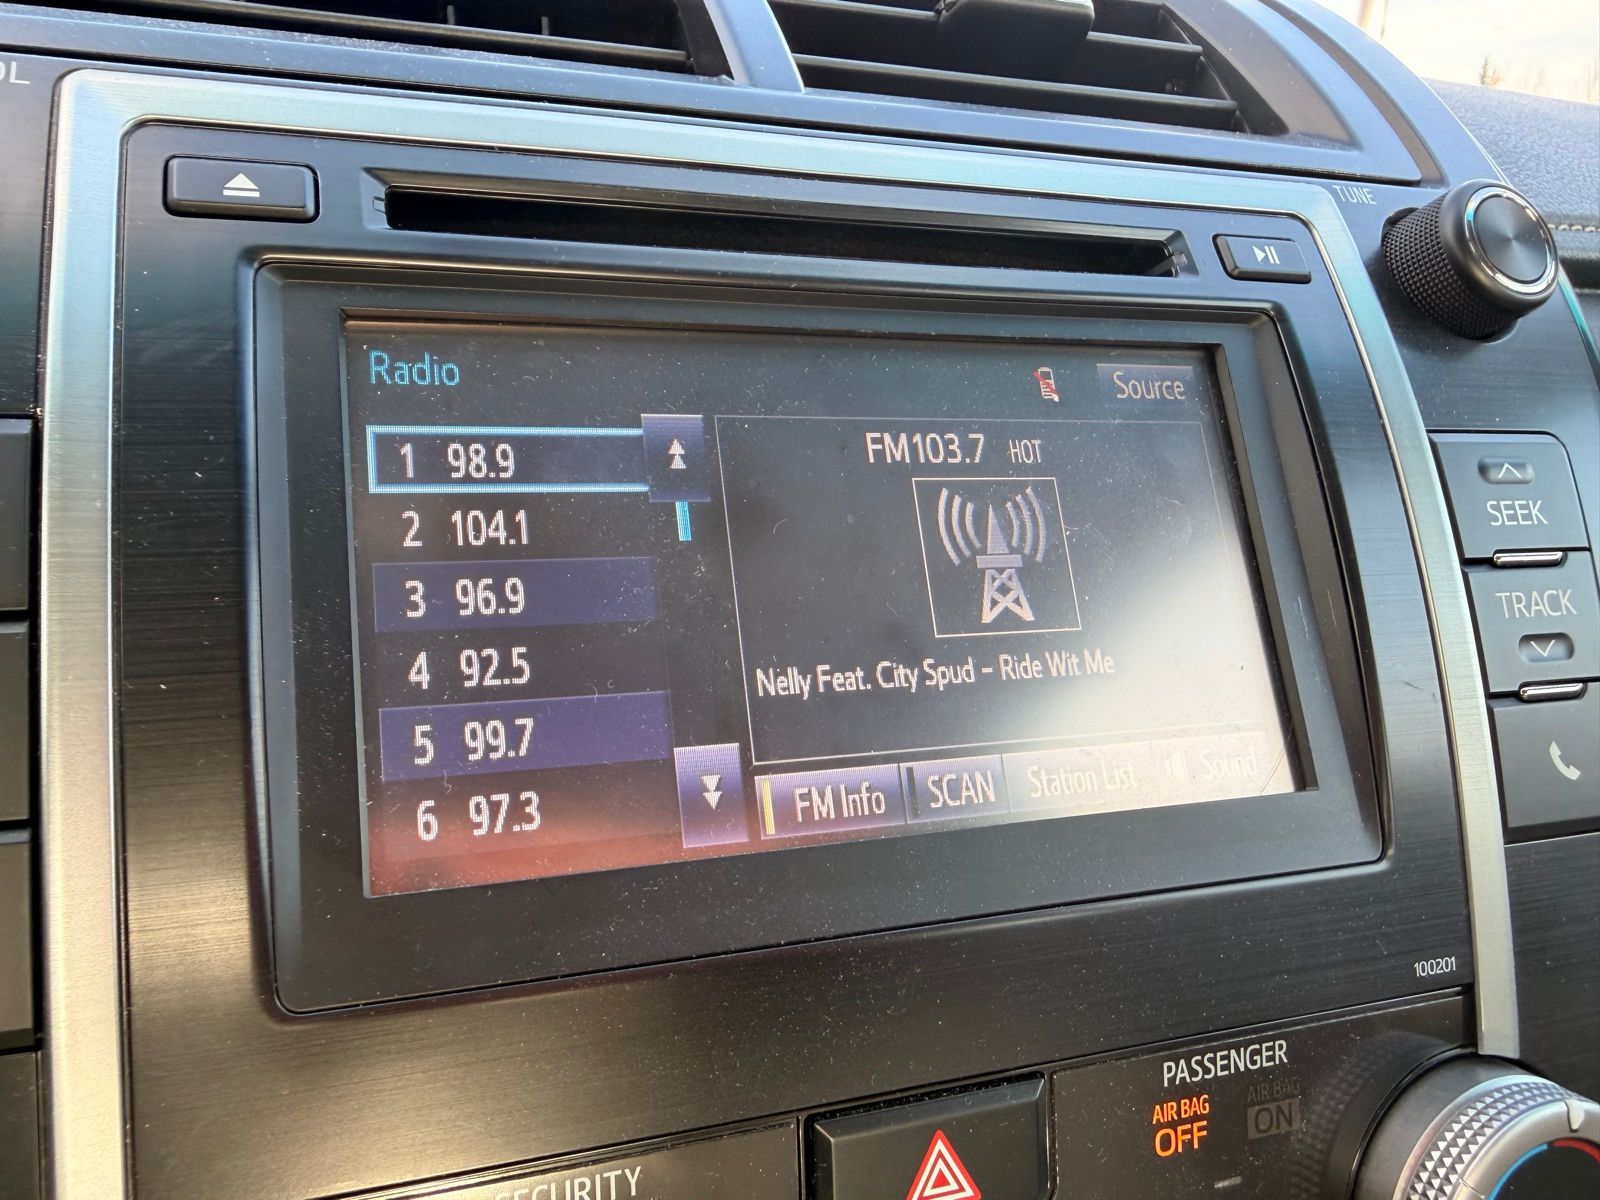 OL
TUNE
Radio
Source
1 98.9
FM103.7 HOT
2 104.1
3 96.9
4 92.5
5 99.7
6 97.3
Nelly Feat. City Spud – Ride Wit Me
FM Info
SCAN
Station List
Sound
SEEK
TRACK
100201
PASSENGER
AIR BAG
OFF
AIR BAG
ON
SECURITY